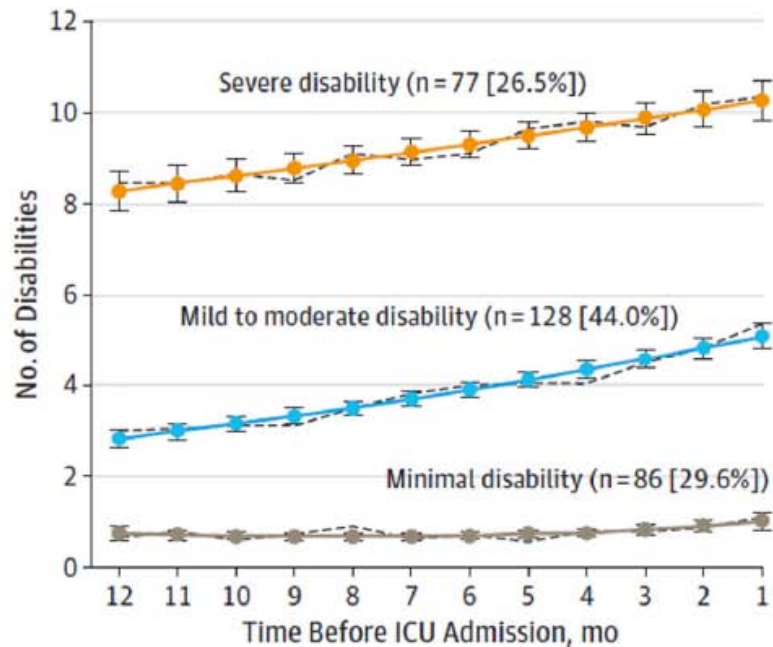 12
Severe disability (n=77 [26.5%])
10
8
No. of Disabilities
6
Mild to moderate disability (n=128 [44.0%])
4
2
Minimal disability (n=86 [29.6%])
0
12 11 10 9 8 7 6 5 4 3 2 1
Time Before ICU Admission, mo